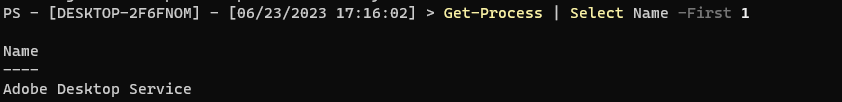 PS - [DESKTOP-2F6FNOM] - [06/23/2023 17:16:02] > Get-Process | Select Name -First 1
Name
----
Adobe Desktop Service